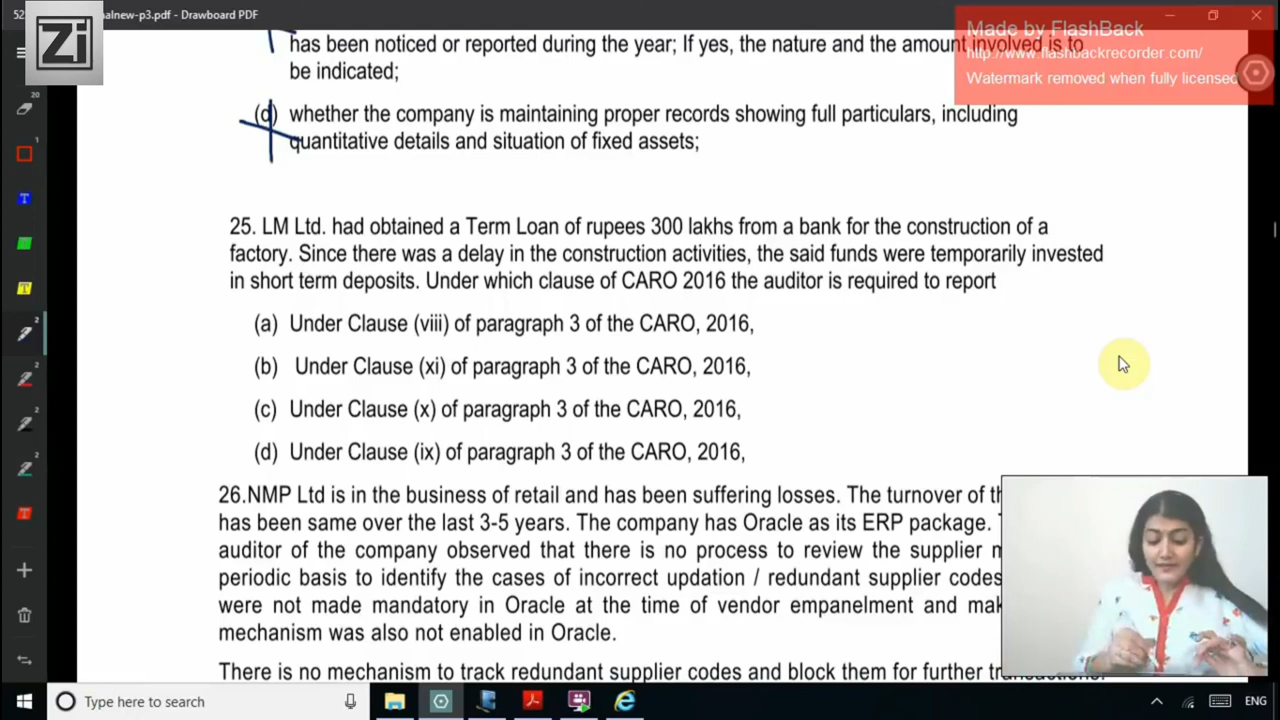 alnew-p3.pdf - Drawboard PDF
Zi
Made by FlashBack
http://www.flashbackrecorder.com/
Watermark removed when fully licensed
has been noticed or reported during the year; If yes, the nature and the amount involved is to
be indicated;
(d) whether the company is maintaining proper records showing full particulars, including
quantitative details and situation of fixed assets;
25. LM Ltd. had obtained a Term Loan of rupees 300 lakhs from a bank for the construction of a
factory. Since there was a delay in the construction activities, the said funds were temporarily invested
in short term deposits. Under which clause of CARO 2016 the auditor is required to report
(a) Under Clause (viii) of paragraph 3 of the CARO, 2016,
(b) Under Clause (xi) of paragraph 3 of the CARO, 2016,
(c) Under Clause (x) of paragraph 3 of the CARO, 2016,
(d) Under Clause (ix) of paragraph 3 of the CARO, 2016,
26.NMP Ltd is in the business of retail and has been suffering losses. The turnover of
has been same over the last 3-5 years. The company has Oracle as its ERP package.
auditor of the company observed that there is no process to review the supplier
periodic basis to identify the cases of incorrect updation / redundant supplier codes
were not made mandatory in Oracle at the time of vendor empanelment and
mechanism was also not enabled in Oracle.
There is no mechanism to track redundant supplier codes and block them for further transactions.
Type here to search
ENG